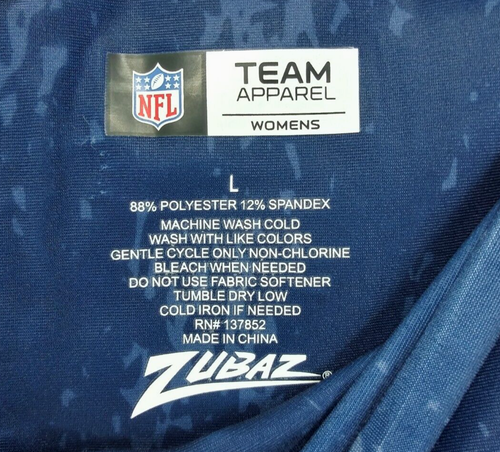 NFL
TEAM
APPAREL
WOMENS
L
88% POLYESTER 12% SPANDEX
MACHINE WASH COLD
WASH WITH LIKE COLORS
GENTLE CYCLE ONLY NON-CHLORINE
BLEACH WHEN NEEDED
DO NOT USE FABRIC SOFTENER
TUMBLE DRY LOW
COLD IRON IF NEEDED
RN# 137852
MADE IN CHINA
ZUBAZ®